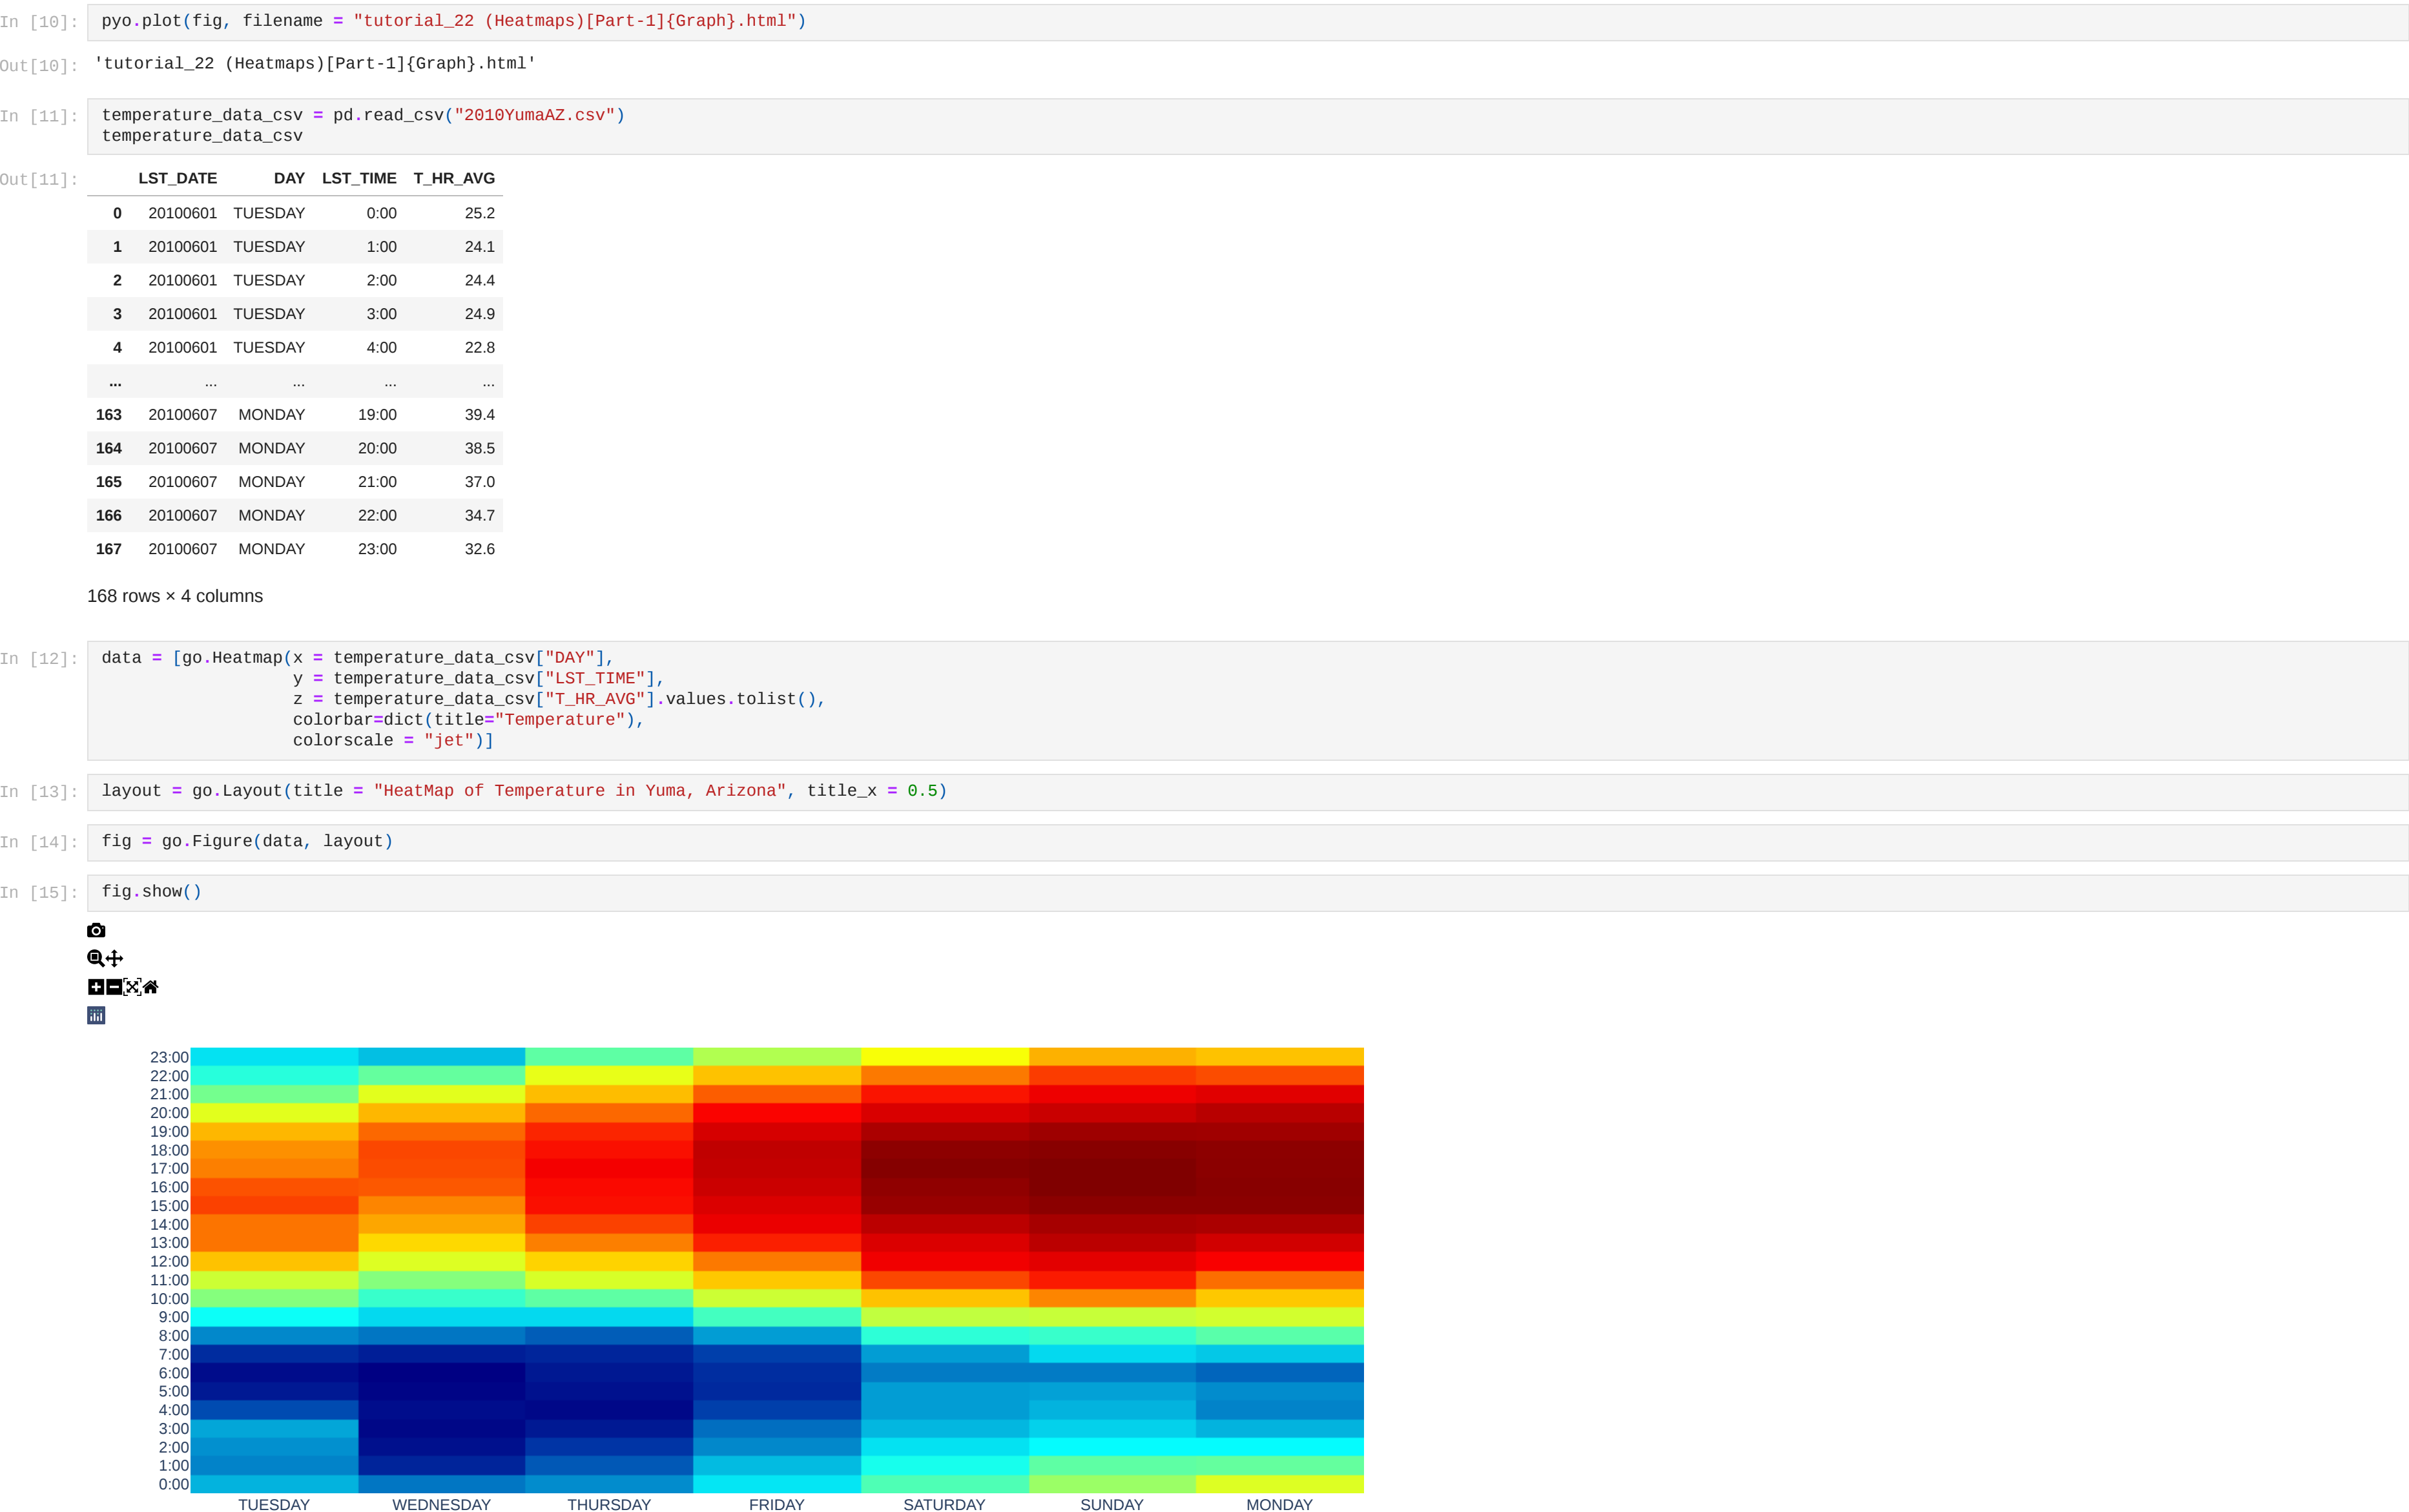 In [10]: pyo.plot(fig, filename = "tutorial_22 (Heatmaps)[Part-1]{Graph}.html")
Out[10]: 'tutorial_22 (Heatmaps)[Part-1]{Graph}.html'
In [11]: temperature_data_csv = pd.read_csv("2010YumaAZ.csv")
temperature_data_csv
Out[11]: LST_DATE DAY LST_TIME T_HR_AVG
0 20100601 TUESDAY 0:00 25.2
1 20100601 TUESDAY 1:00 24.1
2 20100601 TUESDAY 2:00 24.4
3 20100601 TUESDAY 3:00 24.9
4 20100601 TUESDAY 4:00 22.8
... ... ... ... ...
163 20100607 MONDAY 19:00 39.4
164 20100607 MONDAY 20:00 38.5
165 20100607 MONDAY 21:00 37.0
166 20100607 MONDAY 22:00 34.7
167 20100607 MONDAY 23:00 32.6
168 rows × 4 columns
In [12]: data = [go.Heatmap(x = temperature_data_csv["DAY"],
y = temperature_data_csv["LST_TIME"],
z = temperature_data_csv["T_HR_AVG"].values.tolist(),
colorbar=dict(title="Temperature"),
colorscale = "jet")]
In [13]: layout = go.Layout(title = "HeatMap of Temperature in Yuma, Arizona", title_x = 0.5)
In [14]: fig = go.Figure(data, layout)
In [15]: fig.show()
23:00
22:00
21:00
20:00
19:00
18:00
17:00
16:00
15:00
14:00
13:00
12:00
11:00
10:00
9:00
8:00
7:00
6:00
5:00
4:00
3:00
2:00
1:00
0:00
TUESDAY WEDNESDAY THURSDAY FRIDAY SATURDAY SUNDAY MONDAY